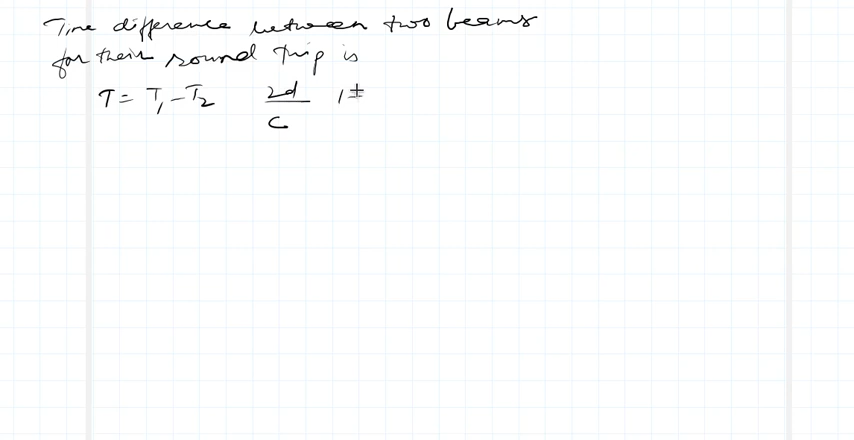 Time difference between two beams
for their round trip is
T = T₁ - T₂ 2d/c 1±